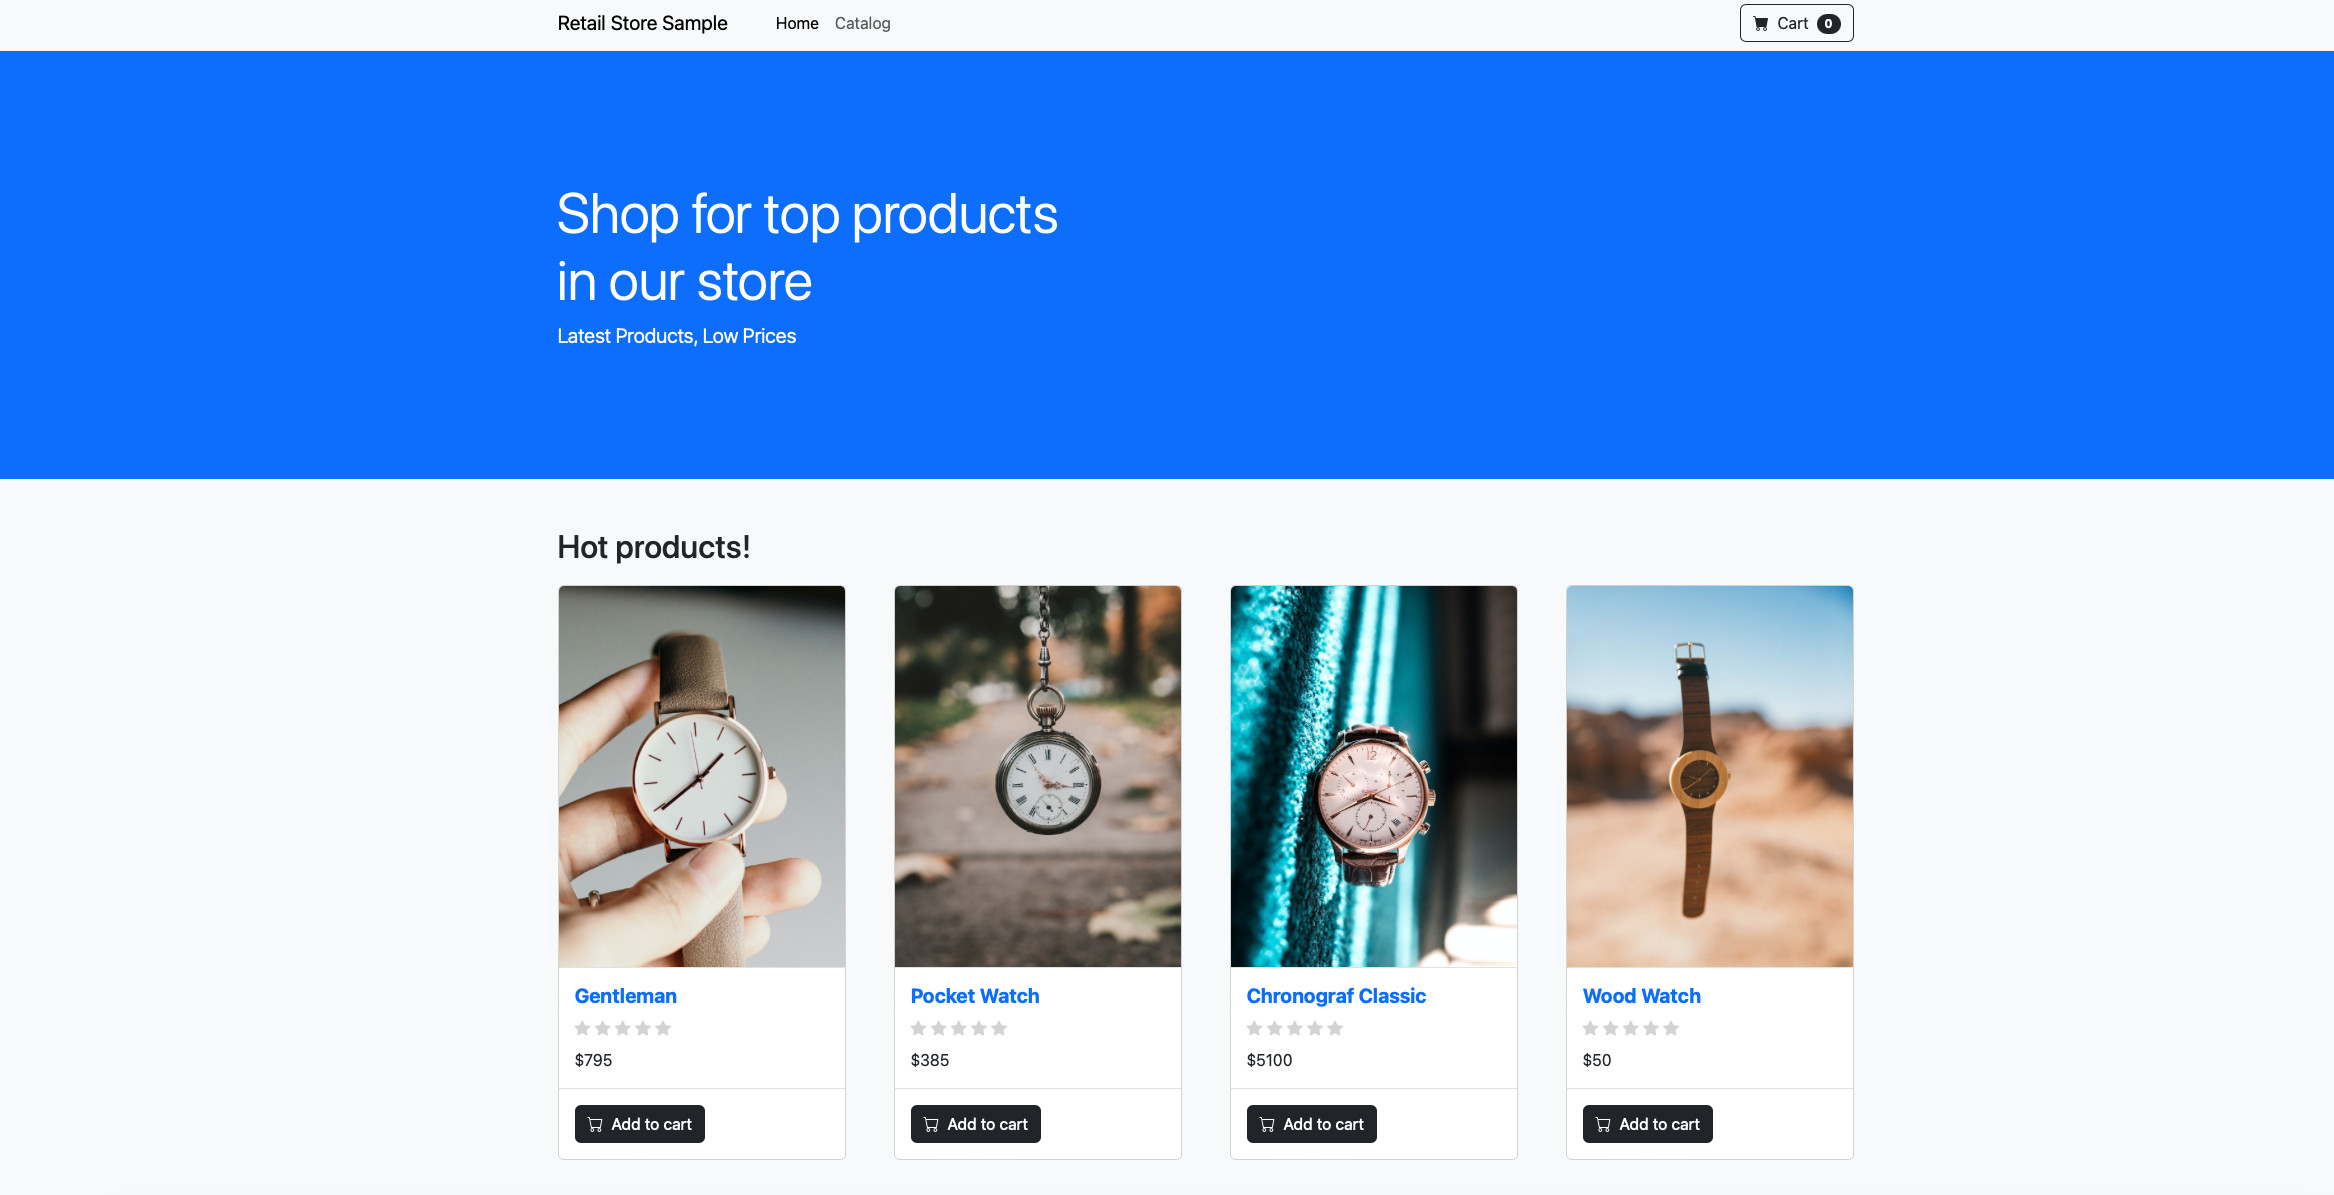 Retail Store Sample Home Catalog Cart 0
Shop for top products
in our store
Latest Products, Low Prices
Hot products!
Gentleman
$795
Add to cart
Pocket Watch
$385
Add to cart
Chronograf Classic
$5100
Add to cart
Wood Watch
$50
Add to cart